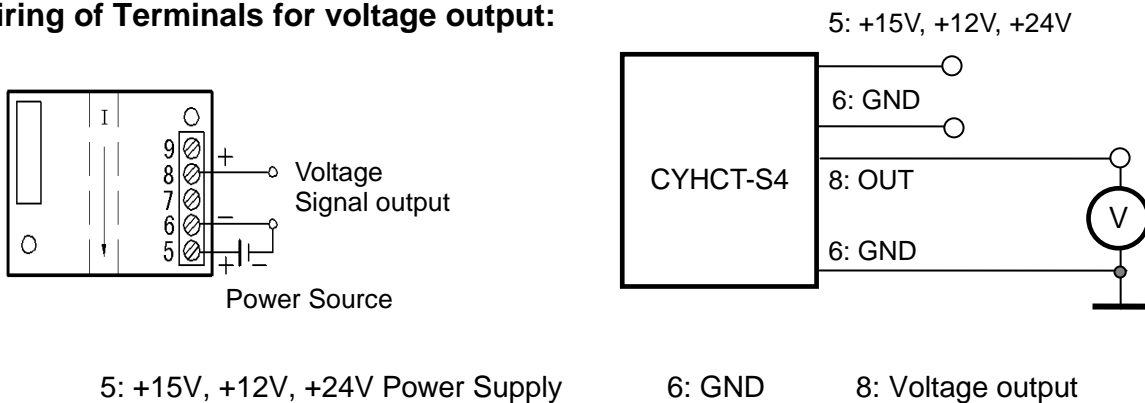 iring of Terminals for voltage output:
I
9
8
7
6
5
+
−
+
−
Voltage
Signal output
Power Source
5: +15V, +12V, +24V
6: GND
CYHCT-S4
8: OUT
V
6: GND
5: +15V, +12V, +24V Power Supply 6: GND 8: Voltage output